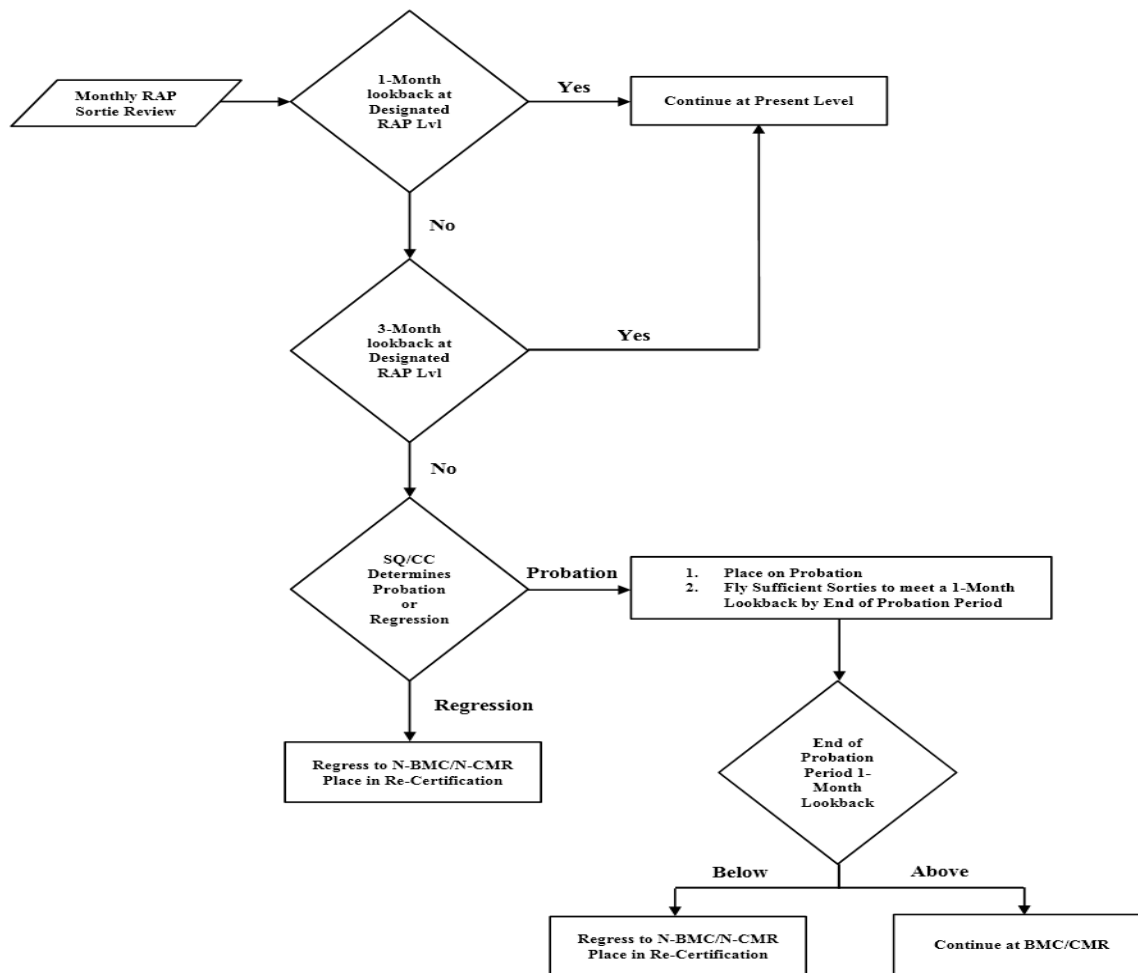 Monthly RAP
Sortie Review
1-Month
lookback at
Designated
RAP Lvl
Yes
Continue at Present Level
No
3-Month
lookback at
Designated
RAP Lvl
Yes
No
SQ/CC
Determines
Probation
or
Regression
Probation
1. Place on Probation
2. Fly Sufficient Sorties to meet a 1-Month
Lookback by End of Probation Period
Regression
Regress to N-BMC/N-CMR
Place in Re-Certification
End of
Probation
Period 1-
Month
Lookback
Below
Above
Regress to N-BMC/N-CMR
Place in Re-Certification
Continue at BMC/CMR